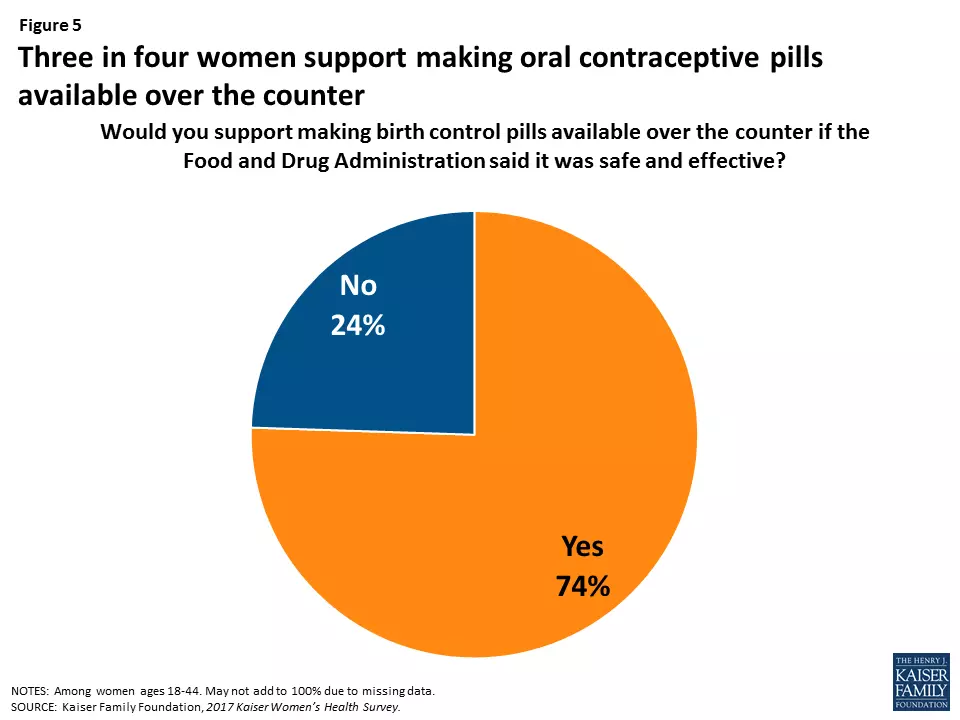 Figure 5
Three in four women support making oral contraceptive pills
available over the counter
Would you support making birth control pills available over the counter if the
Food and Drug Administration said it was safe and effective?
No
24%
Yes
74%
NOTES: Among women ages 18-44. May not add to 100% due to missing data.
SOURCE: Kaiser Family Foundation, 2017 Kaiser Women’s Health Survey.
THE HENRY J.
KAISER
FAMILY
FOUNDATION